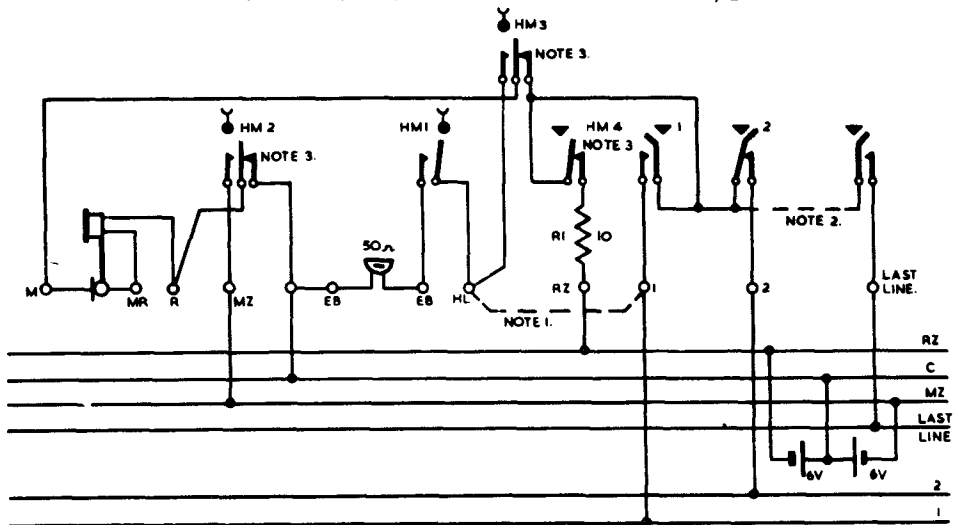 HM 3
NOTE 3.
HM 2
NOTE 3.
HM1
HM 4
NOTE 3
1
2
R1
10
NOTE 2.
50Ω
M
MR
R
MZ
EB
EB
HL
RZ
1
2
LAST
LINE.
NOTE 1.
RZ
C
MZ
LAST
LINE
6V
6V
2
1